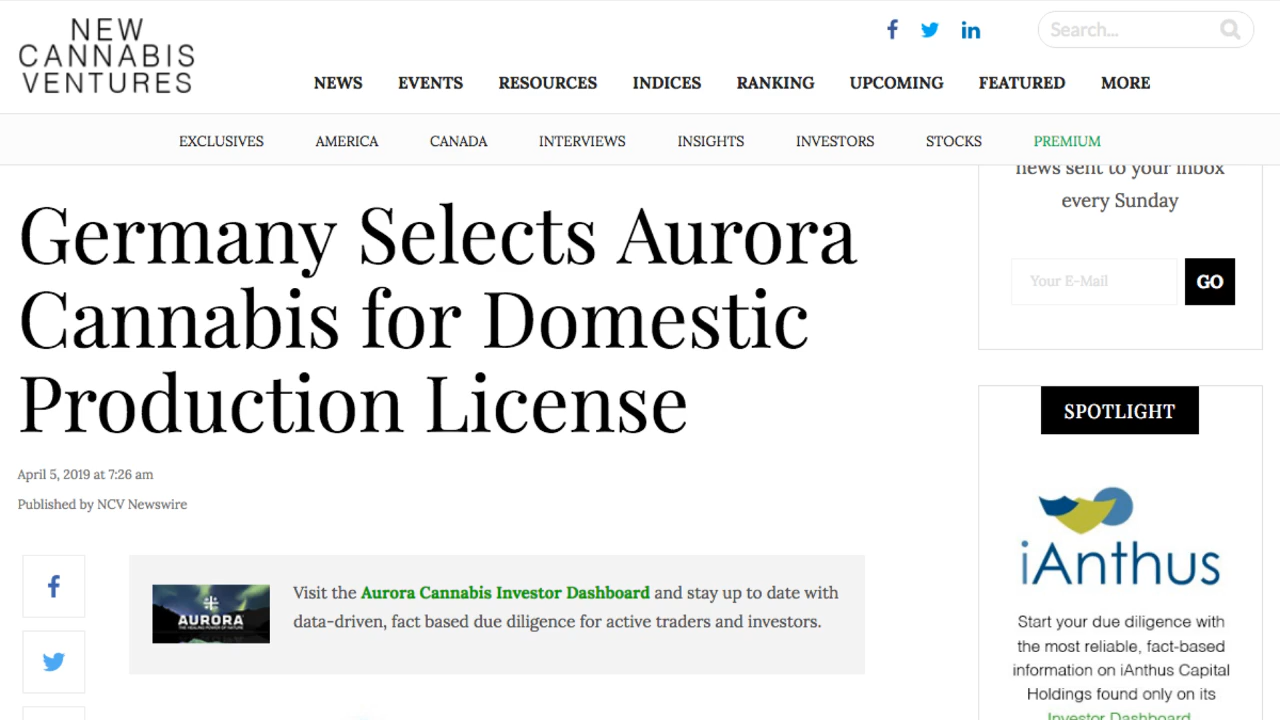 NEW
CANNABIS
VENTURES
Search...
NEWS EVENTS RESOURCES INDICES RANKING UPCOMING FEATURED MORE
EXCLUSIVES AMERICA CANADA INTERVIEWS INSIGHTS INVESTORS STOCKS PREMIUM
Germany Selects Aurora
Cannabis for Domestic
Production License
April 5, 2019 at 7:26 am
Published by NCV Newswire
AURORA
THE HEALING POWER OF NATURE
Visit the Aurora Cannabis Investor Dashboard and stay up to date with
data-driven, fact based due diligence for active traders and investors.
news sent to your inbox
every Sunday
Your E-Mail
GO
SPOTLIGHT
iAnthus
Start your due diligence with
the most reliable, fact-based
information on iAnthus Capital
Holdings found only on its
Investor Dashboard